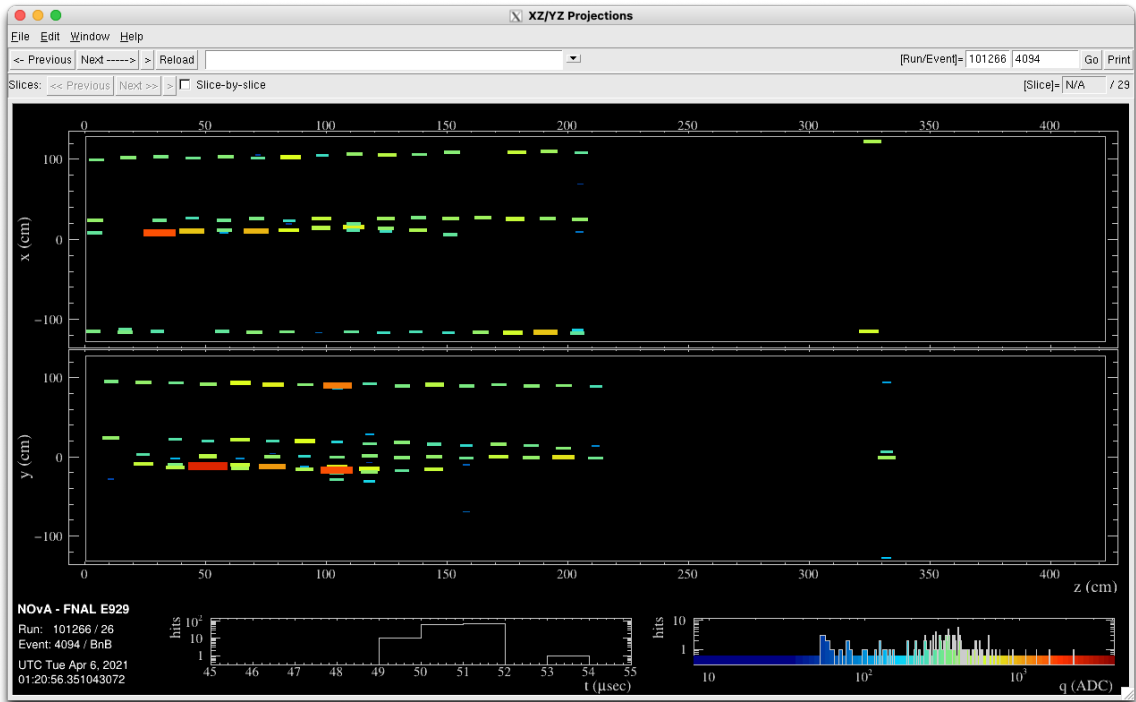 XZ/YZ Projections
File Edit Window Help
<- Previous Next -----> > Reload [Run/Event]= 101266 4094 Go Print
Slices: << Previous Next >> > Slice-by-slice [Slice]= N/A / 29
0 50 100 150 200 250 300 350 400
100
0
−100
x (cm)
100
0
−100
y (cm)
0 50 100 150 200 250 300 350 400
z (cm)
NOvA - FNAL E929
Run: 101266 / 26
Event: 4094 / BnB
UTC Tue Apr 6, 2021
01:20:56.351043072
hits
10²
10
1
45 46 47 48 49 50 51 52 53 54 55
t (μsec)
hits
10
1
10 10² 10³
q (ADC)